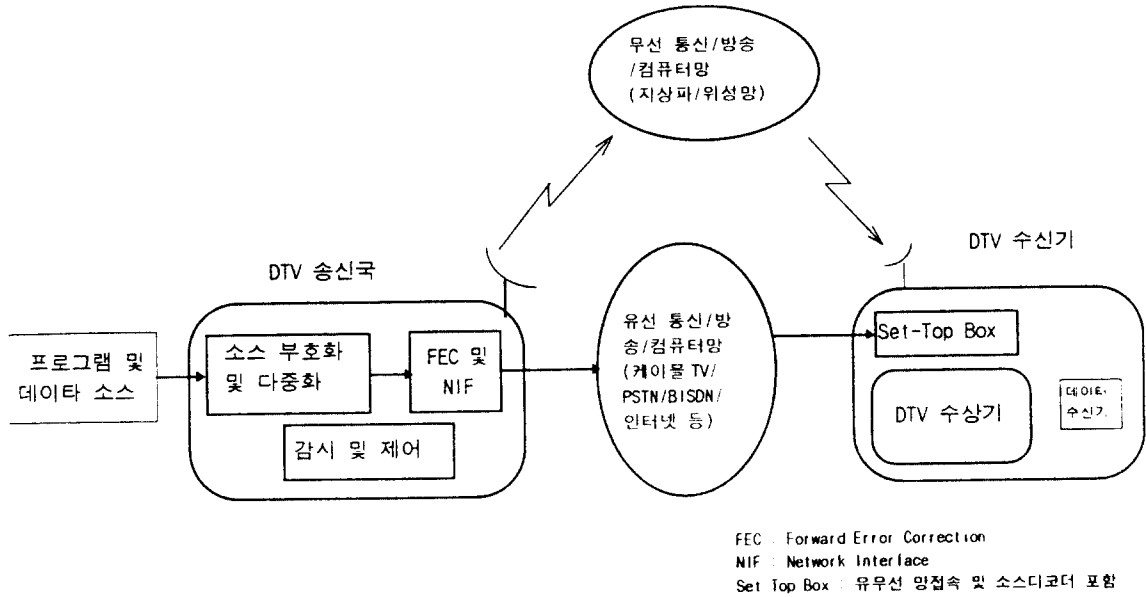 무선 통신/방송
/컴퓨터망
(지상파/위성망)
DTV 수신기
DTV 송신국
프로그램 및
데이타 소스
소스 부호화
및 다중화
FEC 및
NIF
감시 및 제어
유선 통신/방
송/컴퓨터망
(케이블TV/
PSTN/BISDN/
인터넷 등)
Set-Top Box
DTV 수상기
데이터
수신기
FEC : Forward Error Correction
NIF : Network Interface
Set Top Box : 유무선 망접속 및 소스디코더 포함